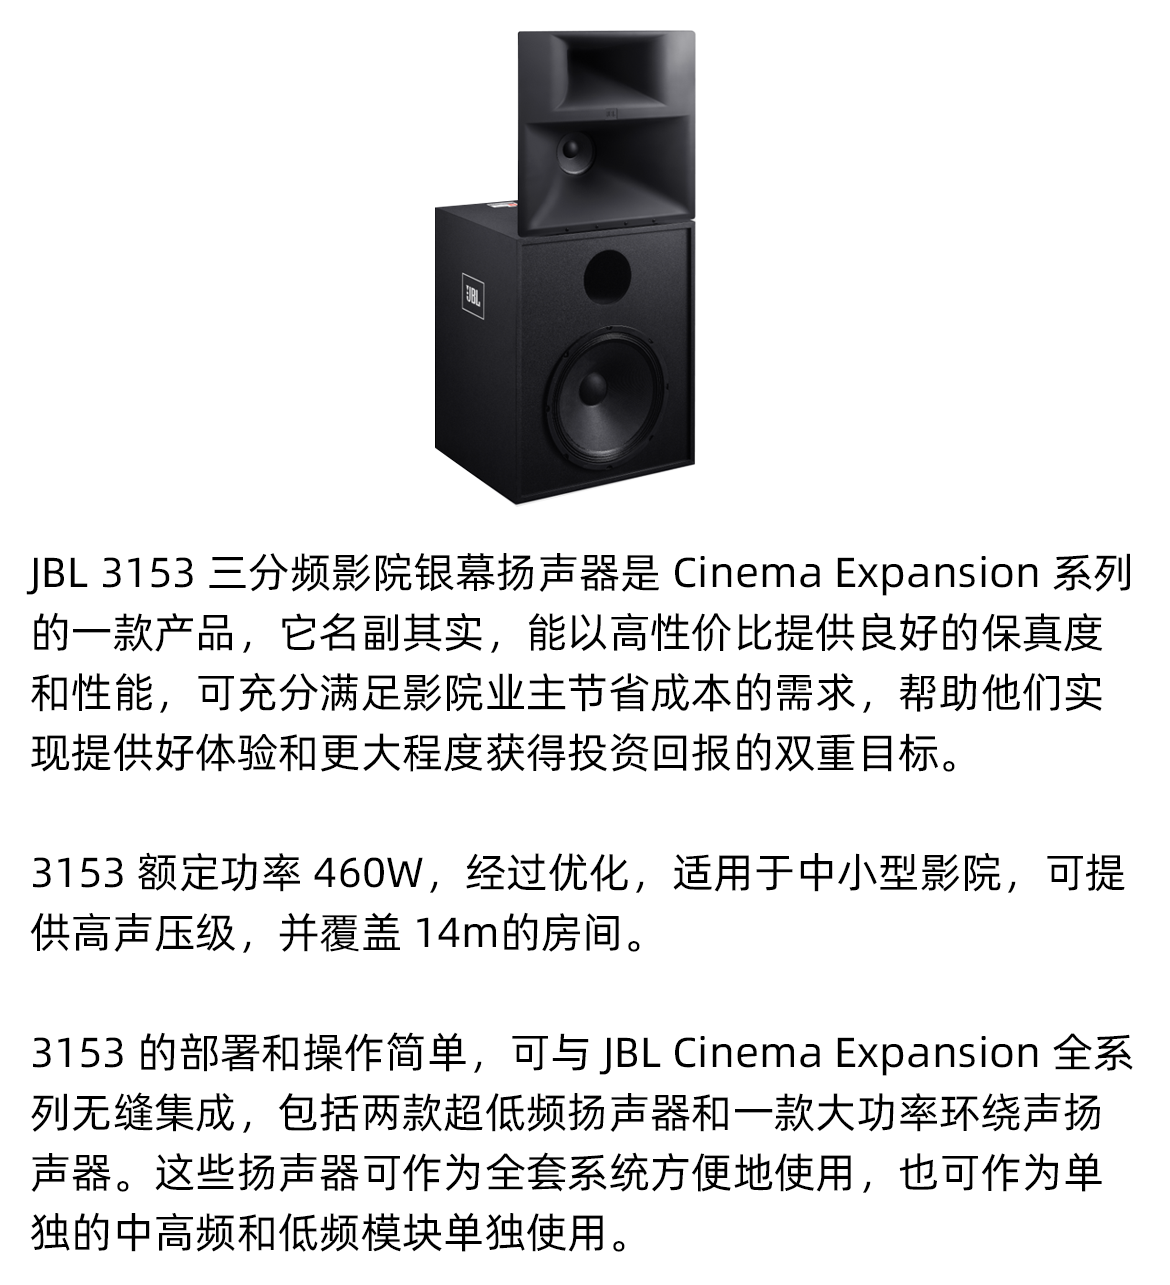 JBL
JBL 3153 三分频影院银幕扬声器是 Cinema Expansion 系列
的一款产品，它名副其实，能以高性价比提供良好的保真度
和性能，可充分满足影院业主节省成本的需求，帮助他们实
现提供好体验和更大程度获得投资回报的双重目标。
3153 额定功率 460W，经过优化，适用于中小型影院，可提
供高声压级，并覆盖 14m的房间。
3153 的部署和操作简单，可与 JBL Cinema Expansion 全系
列无缝集成，包括两款超低频扬声器和一款大功率环绕声扬
声器。这些扬声器可作为全套系统方便地使用，也可作为单
独的中高频和低频模块单独使用。